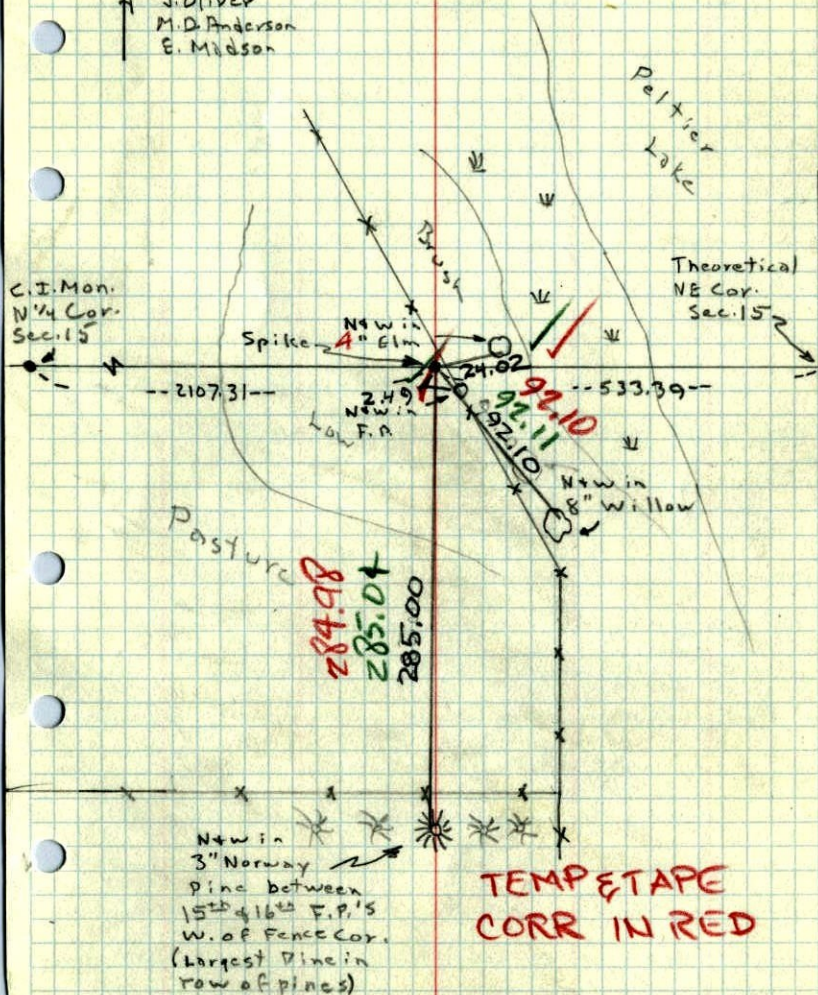 J. Oliver
M.D. Anderson
E. Madson
Peltier
Lake
Brush
C.I. Mon.
N¼ Cor.
Sec. 15
Theoretical
NE Cor.
Sec. 15
Spike
N+W in
4" Elm
24.02
--2107.31--
--533.39--
2.49
N+W in
F.P.
Low
92.10
92.11
92.10
N+W in
8" Willow
Pasture
284.98
285.04
285.00
N+W in
3" Norway
Pine between
15th & 16th F.P.'s
W. of Fence Cor.
(Largest Pine in
row of pines)
TEMP & TAPE
CORR IN RED